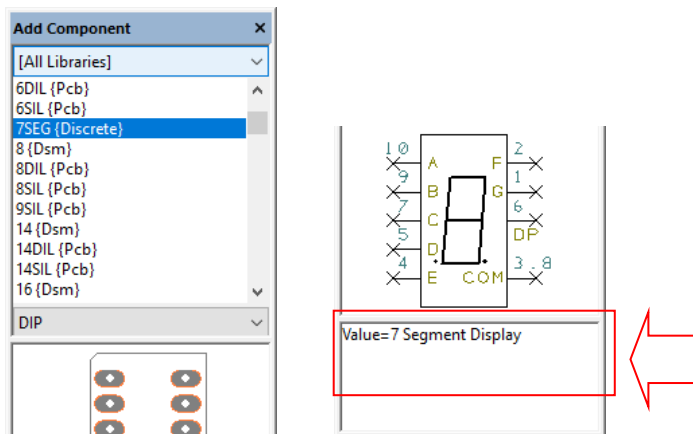 Add Component ×
[All Libraries]
6DIL {Pcb}
6SIL {Pcb}
7SEG {Discrete}
8 {Dsm}
8DIL {Pcb}
8SIL {Pcb}
9SIL {Pcb}
14 {Dsm}
14DIL {Pcb}
14SIL {Pcb}
16 {Dsm}
DIP
10 A F 2
9 B G 1
7 C 6
DP
5 D
4 E COM 3,8
Value=7 Segment Display